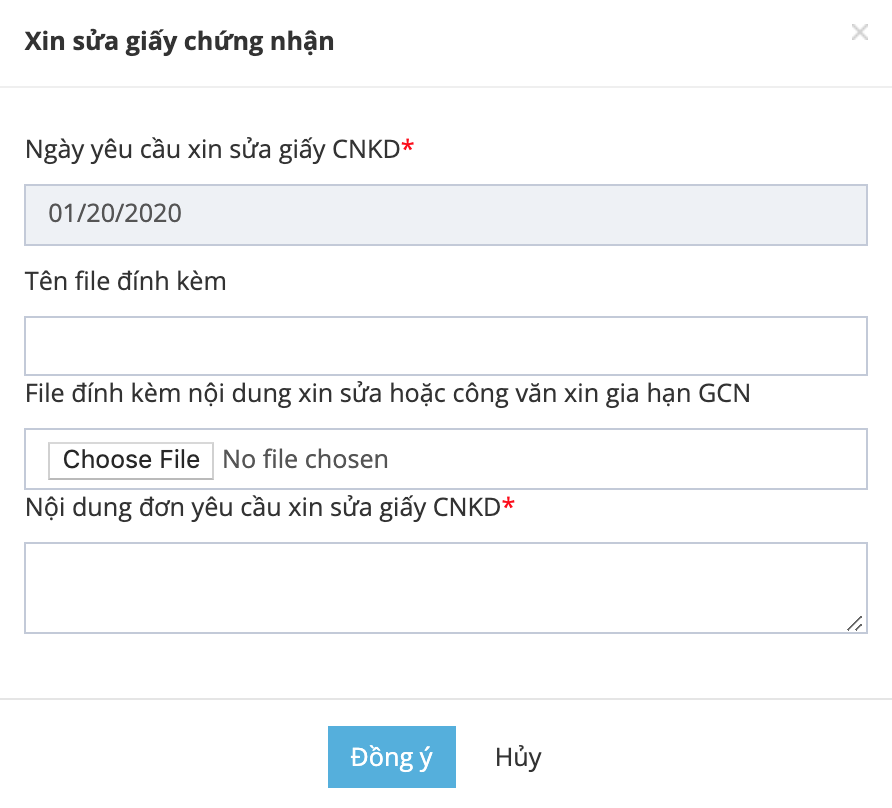 Xin sửa giấy chứng nhận
Ngày yêu cầu xin sửa giấy CNKD*
01/20/2020
Tên file đính kèm
File đính kèm nội dung xin sửa hoặc công văn xin gia hạn GCN
Choose File No file chosen
Nội dung đơn yêu cầu xin sửa giấy CNKD*
Đồng ý Hủy